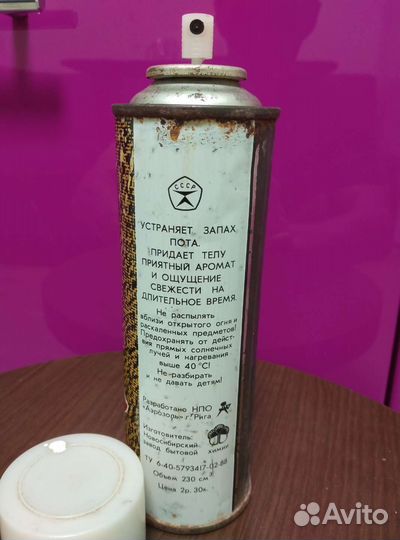 СССР
УСТРАНЯЕТ ЗАПАХ
ПОТА.
ПРИДАЕТ ТЕЛУ
ПРИЯТНЫЙ АРОМАТ
И ОЩУЩЕНИЕ
СВЕЖЕСТИ НА
ДЛИТЕЛЬНОЕ ВРЕМЯ.
Не распылять
вблизи открытого огня и
раскаленных предметов!
Предохранять от дейст-
вия прямых солнечных
лучей и нагревания
выше 40°С!
Не разбирать
и не давать детям!
Разработано НПО
«Аэрозоль» г. Рига
Изготовитель:
Новосибирский
завод бытовой
химии
ТУ 6-40-5793417-02-88
Объем 230 см³
Цена 2р. 30к.
Avito